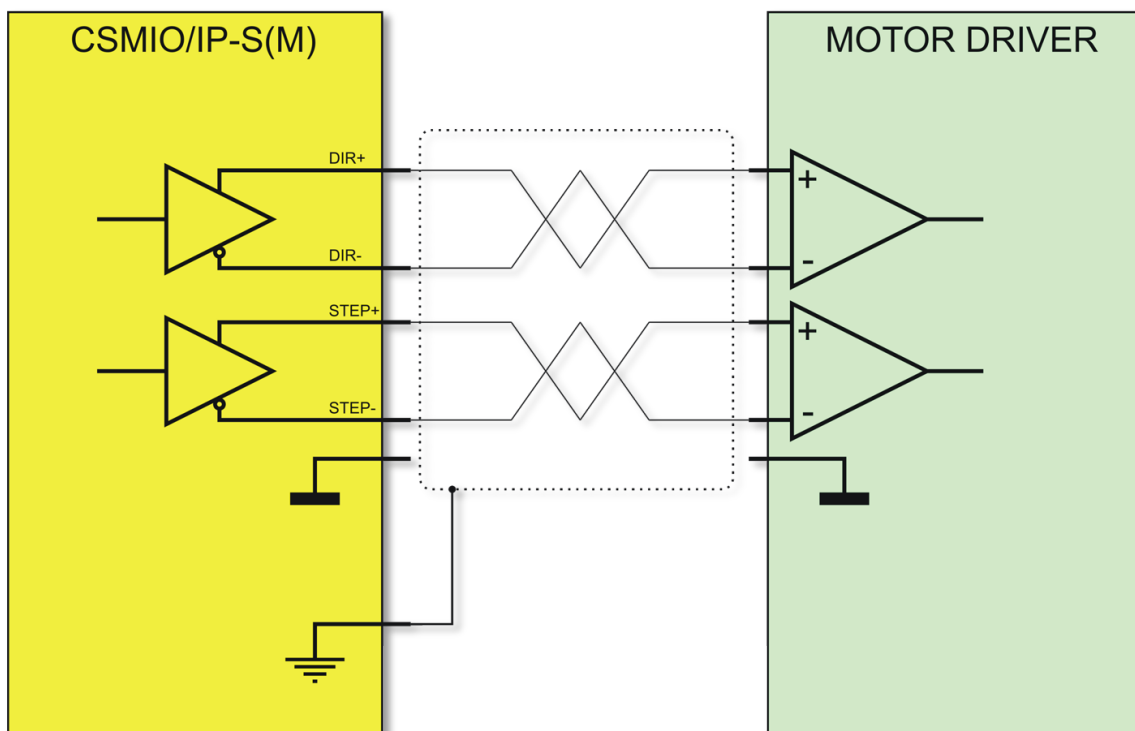 CSMIO/IP-S(M)
MOTOR DRIVER
DIR+
+
DIR-
-
STEP+
+
STEP-
-